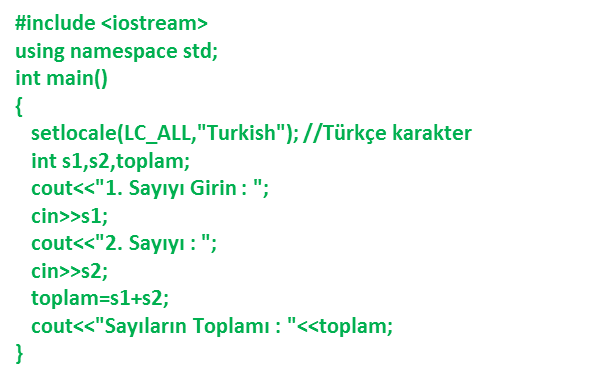 #include <iostream>
using namespace std;
int main()
{
setlocale(LC_ALL,"Turkish"); //Türkçe karakter
int s1,s2,toplam;
cout<<"1. Sayıyı Girin : ";
cin>>s1;
cout<<"2. Sayıyı : ";
cin>>s2;
toplam=s1+s2;
cout<<"Sayıların Toplamı : "<<toplam;
}